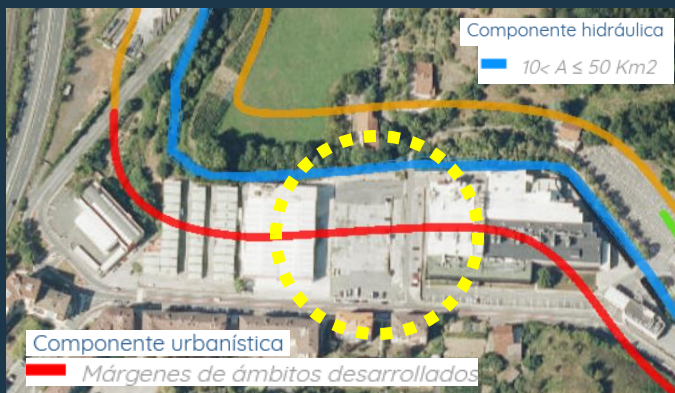 Componente hidráulica
10< A ≤ 50 Km2
Componente urbanística
Márgenes de ámbitos desarrollados